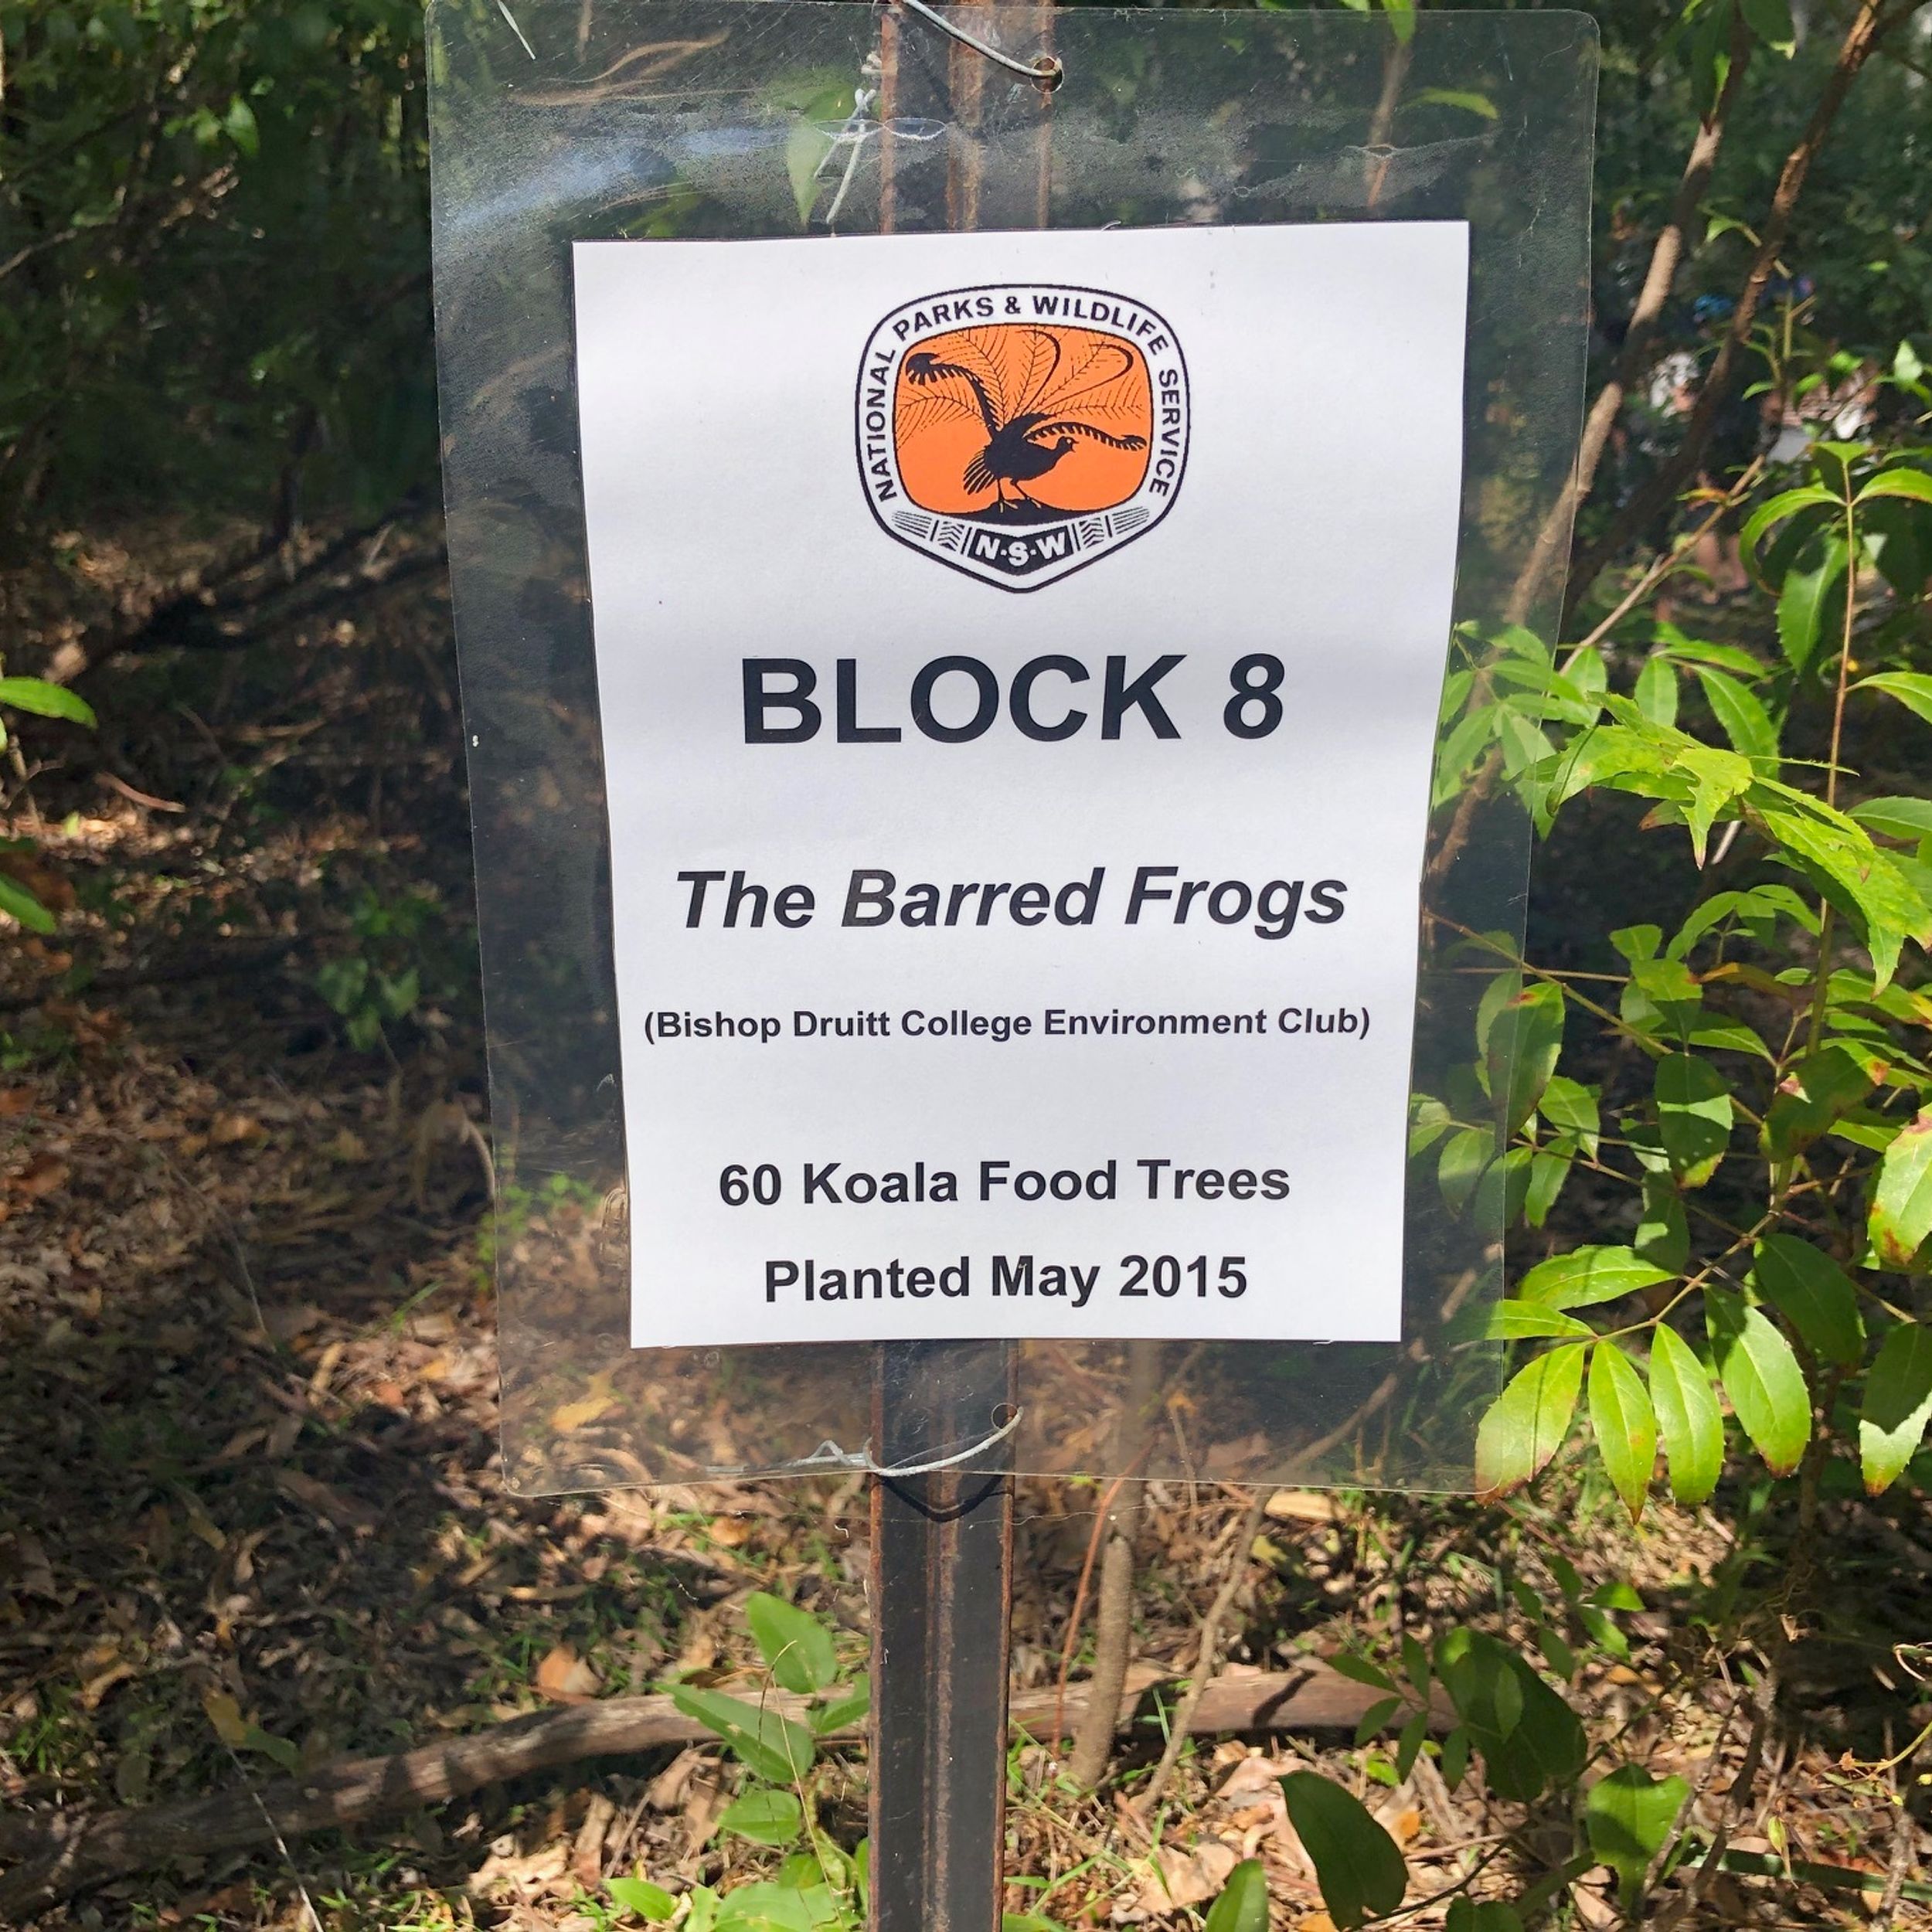 NATIONAL PARKS & WILDLIFE SERVICE
N·S·W
BLOCK 8
The Barred Frogs
(Bishop Druitt College Environment Club)
60 Koala Food Trees
Planted May 2015